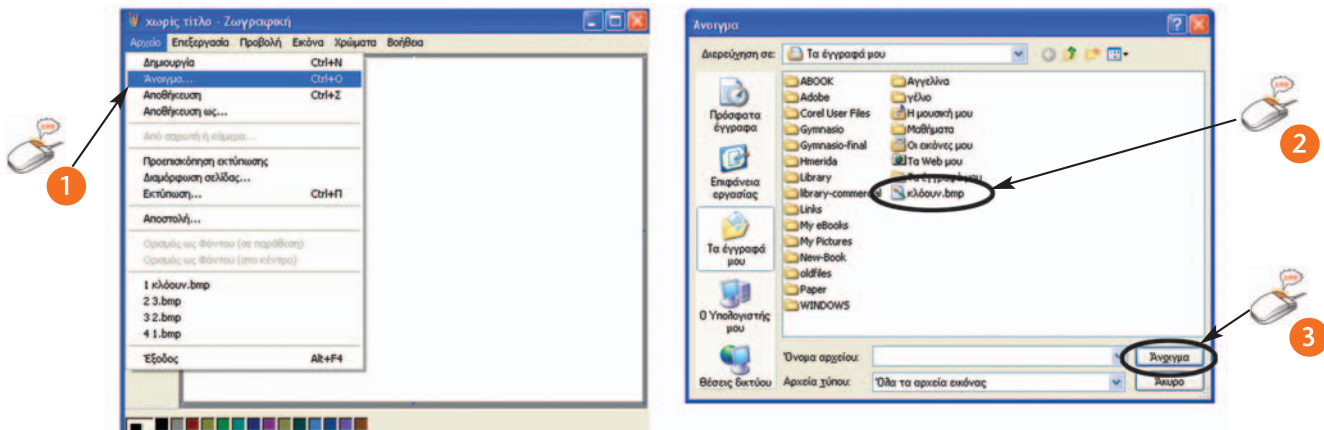 χωρίς τίτλο - Ζωγραφική
Αρχείο Επεξεργασία Προβολή Εικόνα Χρώματα Βοήθεια
Δημιουργία Ctrl+N
Άνοιγμα... Ctrl+O
Αποθήκευση Ctrl+Σ
Αποθήκευση ως...
Από σαρωτή ή κάμερα...
Προεπισκόπηση εκτύπωσης
Διαμόρφωση σελίδας...
Εκτύπωση... Ctrl+Π
Αποστολή...
Ορισμός ως Φόντου (σε παράθεση)
Ορισμός ως Φόντου (στο κέντρο)
1 κλόουν.bmp
2 3.bmp
3 2.bmp
4 1.bmp
Έξοδος Alt+F4
1
Άνοιγμα
Διερεύνηση σε: Τα έγγραφά μου
Πρόσφατα έγγραφα
Επιφάνεια εργασίας
Τα έγγραφά μου
Ο Υπολογιστής μου
Θέσεις δικτύου
ABOOK
Adobe
Corel User Files
Gymnasio
Gymnasio-final
Hmerida
Library
library-commercal
Links
My eBooks
My Pictures
New-Book
oldfiles
Paper
WINDOWS
Αγγελίνα
γέλιο
Η μουσική μου
Μαθήματα
Οι εικόνες μου
Τα Web μου
Τα έγγραφά μου
κλόουν.bmp
Όνομα αρχείου: Άνοιγμα
Αρχεία τύπου: Όλα τα αρχεία εικόνας Άκυρο
2
3